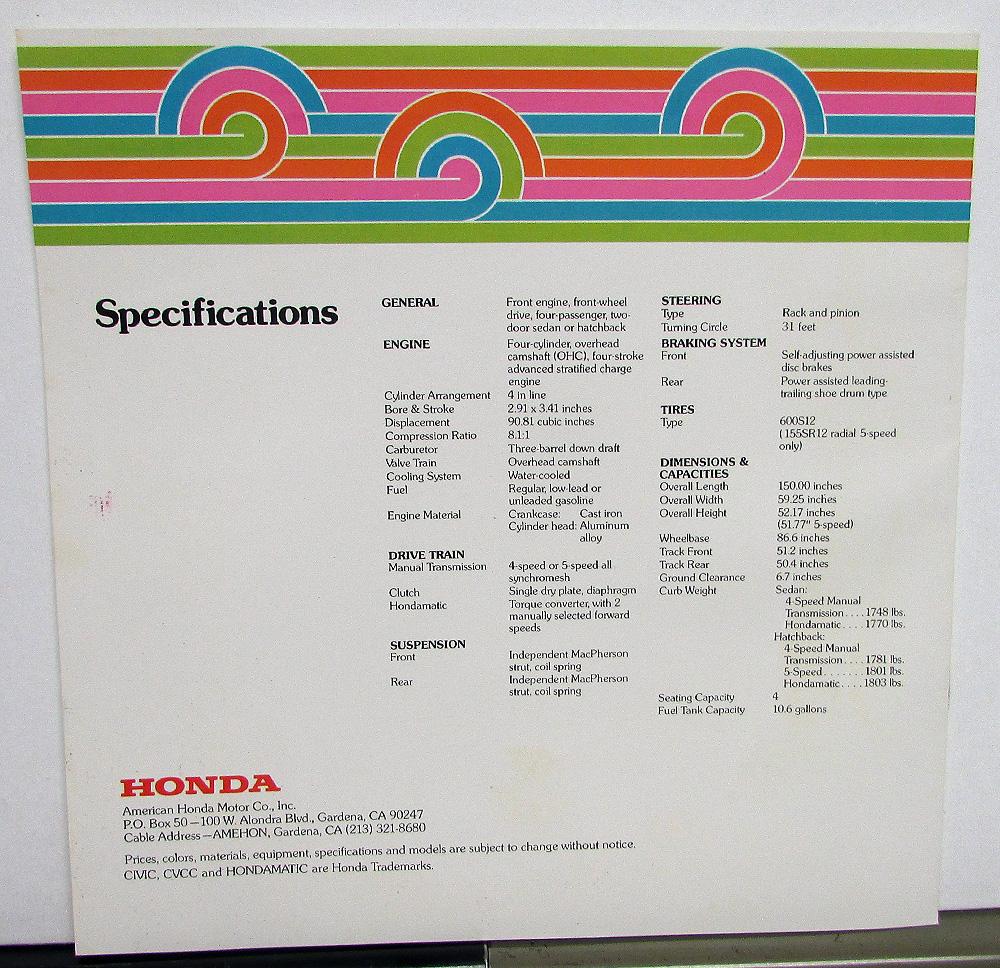 Specifications
GENERAL Front engine, front-wheel
drive, four-passenger, two-
door sedan or hatchback
ENGINE Four-cylinder, overhead
camshaft (OHC), four-stroke
advanced stratified charge
engine
Cylinder Arrangement 4 in line
Bore & Stroke 2.91 x 3.41 inches
Displacement 90.81 cubic inches
Compression Ratio 8.1:1
Carburetor Three-barrel down draft
Valve Train Overhead camshaft
Cooling System Water-cooled
Fuel Regular, low-lead or
unleaded gasoline
Engine Material Crankcase: Cast iron
Cylinder head: Aluminum
alloy
DRIVE TRAIN
Manual Transmission 4-speed or 5-speed all
synchromesh
Clutch Single dry plate, diaphragm
Hondamatic Torque converter, with 2
manually selected forward
speeds
SUSPENSION
Front Independent MacPherson
strut, coil spring
Rear Independent MacPherson
strut, coil spring
STEERING
Type Rack and pinion
Turning Circle 31 feet
BRAKING SYSTEM
Front Self-adjusting power assisted
disc brakes
Rear Power assisted leading-
trailing shoe drum type
TIRES
Type 600S12
(155SR12 radial 5-speed
only)
DIMENSIONS &
CAPACITIES
Overall Length 150.00 inches
Overall Width 59.25 inches
Overall Height 52.17 inches
(51.77" 5-speed)
Wheelbase 86.6 inches
Track Front 51.2 inches
Track Rear 50.4 inches
Ground Clearance 6.7 inches
Curb Weight Sedan:
4-Speed Manual
Transmission....1748 lbs.
Hondamatic....1770 lbs.
Hatchback:
4-Speed Manual
Transmission....1781 lbs.
5-Speed.......1801 lbs.
Hondamatic....1803 lbs.
Seating Capacity 4
Fuel Tank Capacity 10.6 gallons
HONDA
American Honda Motor Co., Inc.
P.O. Box 50—100 W. Alondra Blvd., Gardena, CA 90247
Cable Address—AMEHON, Gardena, CA (213) 321-8680
Prices, colors, materials, equipment, specifications and models are subject to change without notice.
CIVIC, CVCC and HONDAMATIC are Honda Trademarks.